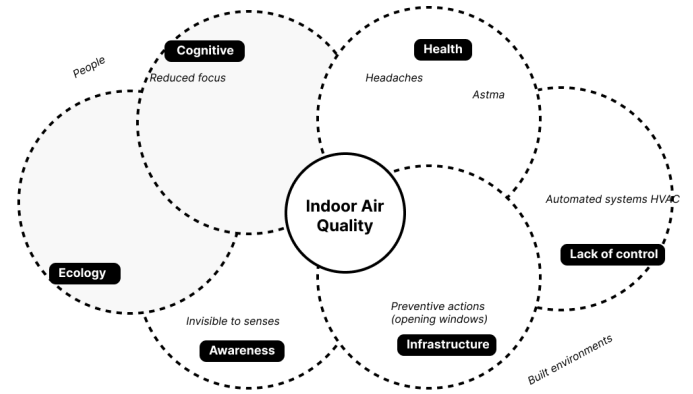 Cognitive
Health
People
Reduced focus
Headaches
Astma
Automated systems HVAC
Indoor Air
Quality
Lack of control
Ecology
Preventive actions
(opening windows)
Invisible to senses
Awareness
Infrastructure
Built environments